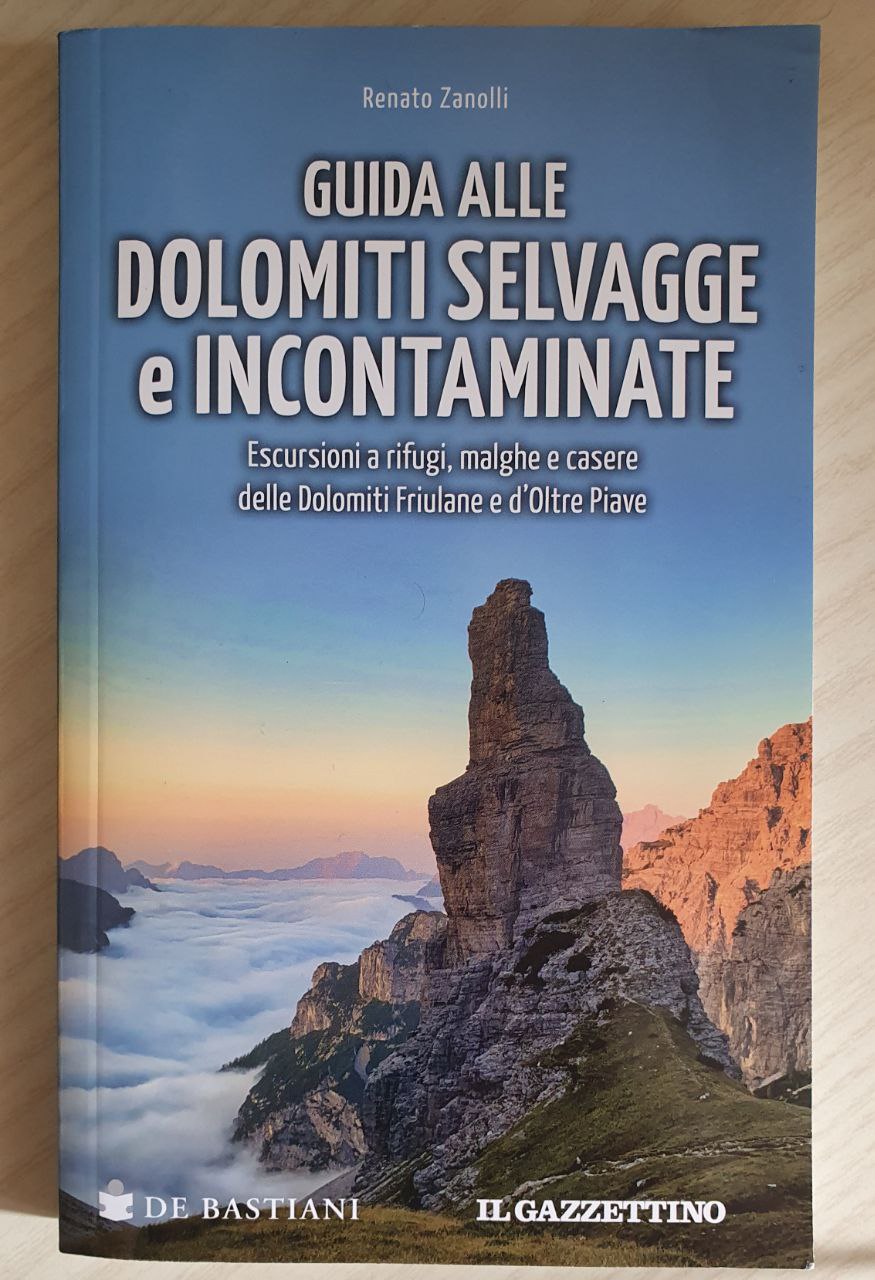 Renato Zanolli
GUIDA ALLE
DOLOMITI SELVAGGE
e INCONTAMINATE
Escursioni a rifugi, malghe e casere
delle Dolomiti Friulane e d'Oltre Piave
DE BASTIANI
IL GAZZETTINO